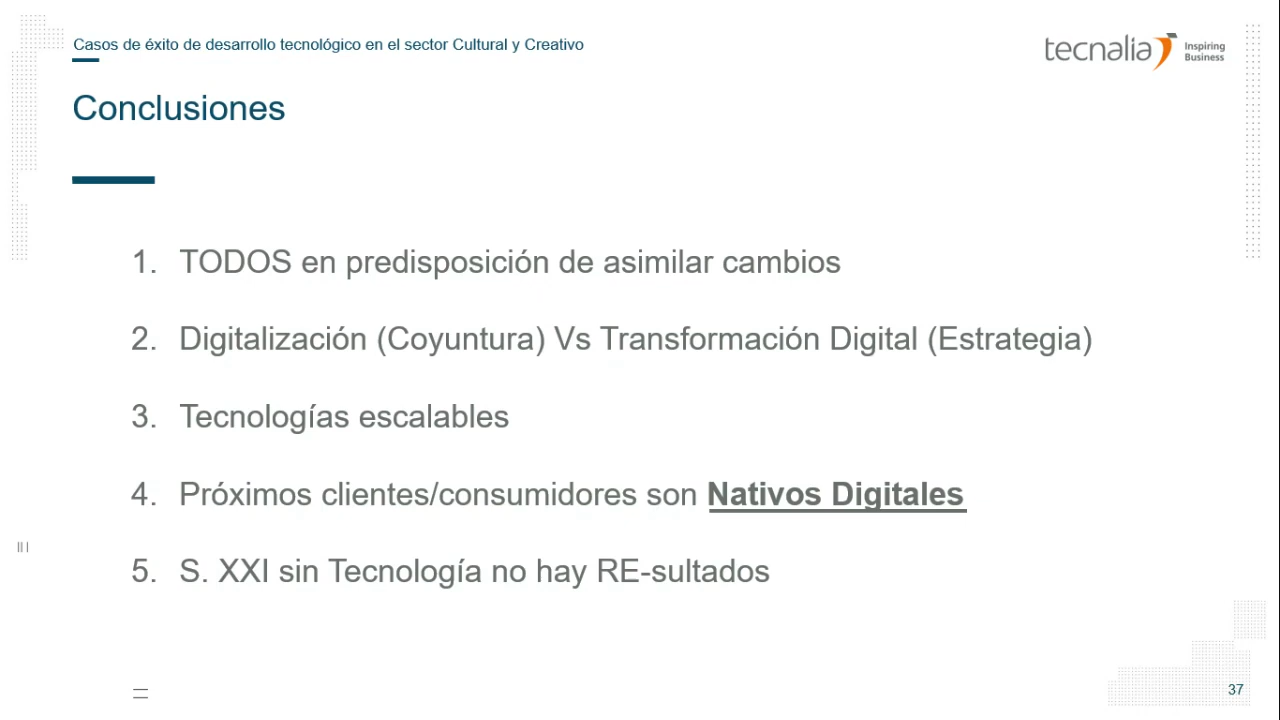 Casos de éxito de desarrollo tecnológico en el sector Cultural y Creativo
tecnalia Inspiring
Business
Conclusiones
1. TODOS en predisposición de asimilar cambios
2. Digitalización (Coyuntura) Vs Transformación Digital (Estrategia)
3. Tecnologías escalables
4. Próximos clientes/consumidores son Nativos Digitales
5. S. XXI sin Tecnología no hay RE-sultados
37